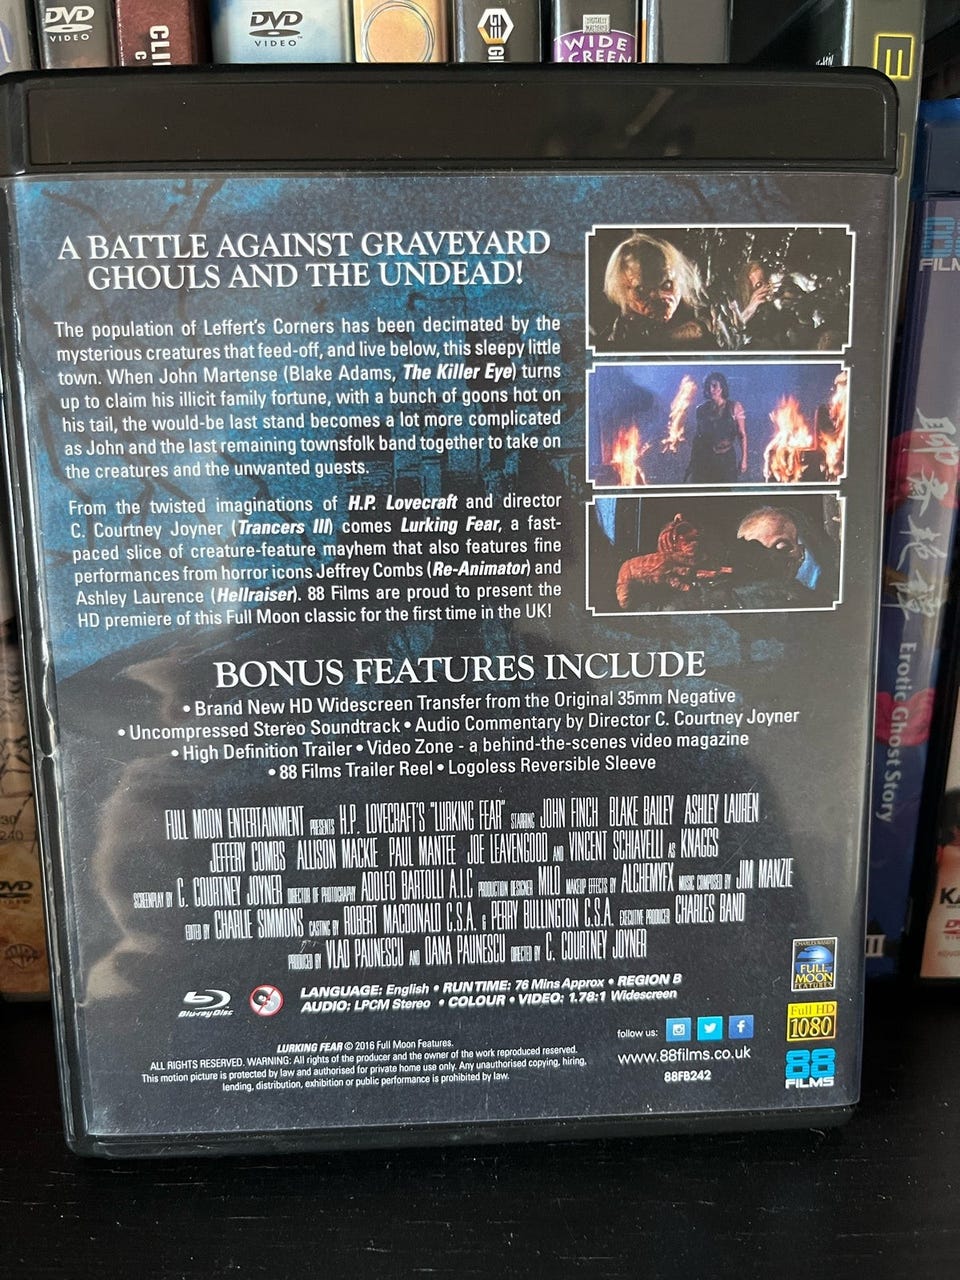 DVD
VIDEO
DVD
VIDEO
WIDE
SCREEN
A BATTLE AGAINST GRAVEYARD
GHOULS AND THE UNDEAD!
The population of Leffert's Corners has been decimated by the
mysterious creatures that feed-off, and live below, this sleepy little
town. When John Martense (Blake Adams, The Killer Eye) turns
up to claim his illicit family fortune, with a bunch of goons hot on
his tail, the would-be last stand becomes a lot more complicated
as John and the last remaining townsfolk band together to take on
the creatures and the unwanted guests.
From the twisted imaginations of H.P. Lovecraft and director
C. Courtney Joyner (Trancers III) comes Lurking Fear, a fast-
paced slice of creature-feature mayhem that also features fine
performances from horror icons Jeffrey Combs (Re-Animator) and
Ashley Laurence (Hellraiser). 88 Films are proud to present the
HD premiere of this Full Moon classic for the first time in the UK!
BONUS FEATURES INCLUDE
• Brand New HD Widescreen Transfer from the Original 35mm Negative
• Uncompressed Stereo Soundtrack • Audio Commentary by Director C. Courtney Joyner
• High Definition Trailer • Video Zone - a behind-the-scenes video magazine
• 88 Films Trailer Reel • Logoless Reversible Sleeve
FULL MOON ENTERTAINMENT PRESENTS H.P. LOVECRAFT'S "LURKING FEAR" STARRING JOHN FINCH BLAKE BAILEY ASHLEY LAUREN
JEFFERY COMBS ALLISON MACKIE PAUL MANTEE JOE LEAVENGOOD AND VINCENT SCHIAVELLI AS KNAGGS
SCREENPLAY BY C. COURTNEY JOYNER DIRECTOR OF PHOTOGRAPHY ADOLFO BARTOLLI A.I.C PRODUCTION DESIGNER MILO MAKEUP EFFECTS BY ALCHEMYFX MUSIC COMPOSED BY JIM MANZIE
EDITED BY CHARLIE SIMMONS CASTING BY ROBERT MACDONALD C.S.A. & PERRY BULLINGTON C.S.A. EXECUTIVE PRODUCER CHARLES BAND
PRODUCED BY VLAD PAUNESCU AND OANA PAUNESCU DIRECTED BY C. COURTNEY JOYNER
Blu-ray Disc
LANGUAGE: English • RUNTIME: 76 Mins Approx • REGION B
AUDIO: LPCM Stereo • COLOUR • VIDEO: 1.78:1 Widescreen
CHARLES BAND'S
FULL
MOON
FEATURES
Full HD
1080
88
FILMS
LURKING FEAR © 2016 Full Moon Features.
ALL RIGHTS RESERVED. WARNING: All rights of the producer and the owner of the work reproduced reserved.
This motion picture is protected by law and authorised for private home use only. Any unauthorised copying, hiring,
lending, distribution, exhibition or public performance is prohibited by law.
follow us:
www.88films.co.uk
88FB242
88
FILMS
Erotic Ghost Story
III
DVD